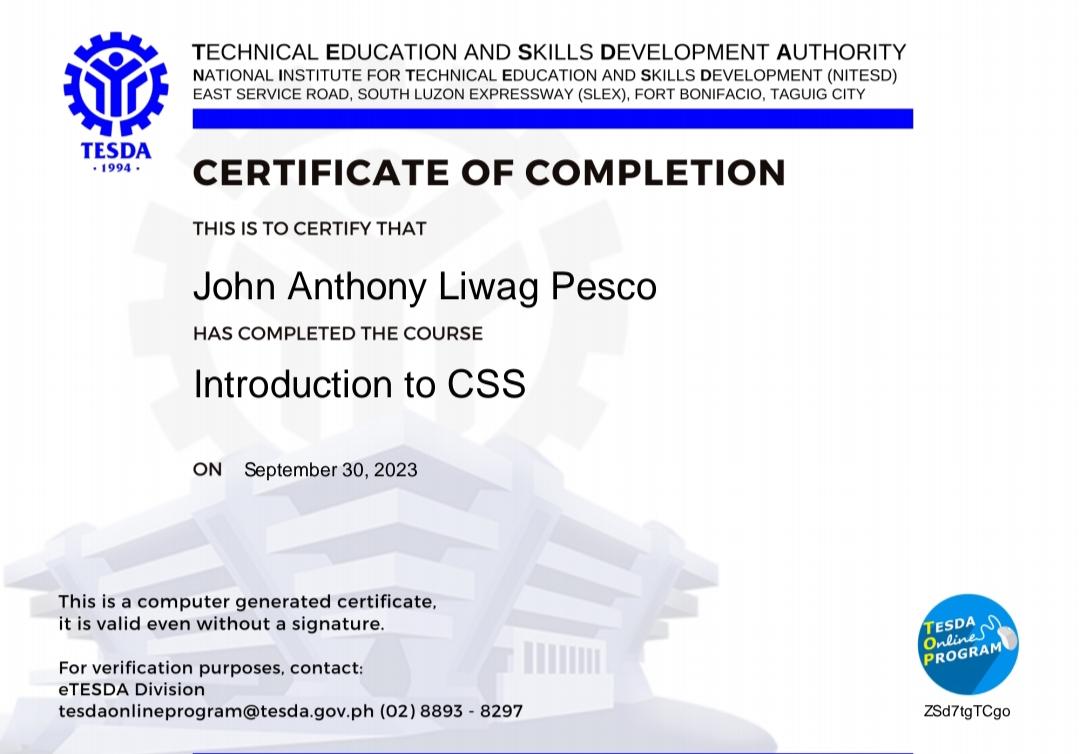 TECHNICAL EDUCATION AND SKILLS DEVELOPMENT AUTHORITY
NATIONAL INSTITUTE FOR TECHNICAL EDUCATION AND SKILLS DEVELOPMENT (NITESD)
EAST SERVICE ROAD, SOUTH LUZON EXPRESSWAY (SLEX), FORT BONIFACIO, TAGUIG CITY
TESDA
· 1994 ·
CERTIFICATE OF COMPLETION
THIS IS TO CERTIFY THAT
John Anthony Liwag Pesco
HAS COMPLETED THE COURSE
Introduction to CSS
ON September 30, 2023
This is a computer generated certificate,
it is valid even without a signature.
For verification purposes, contact:
eTESDA Division
tesdaonlineprogram@tesda.gov.ph (02) 8893 - 8297
TESDA
Online
PROGRAM
ZSd7tgTCgo